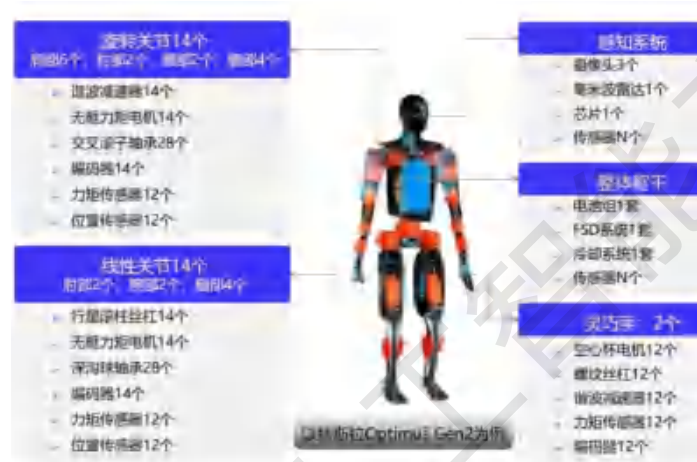 旋转关节14个
肩部6个、肘部2个、腕部2个、腰部4个
谐波减速器14个
无框力矩电机14个
交叉滚子轴承28个
编码器14个
力矩传感器12个
位置传感器12个
线性关节14个
肘部2个、腕部2个、
行星滚柱丝杠14个
无框力矩电机14个
深沟球轴承28个
编码器14个
力矩传感器12个
位置传感器12个
以特斯拉Optimus Gen2为例
感知系统
摄像头3个
毫米波雷达1个
芯片1个
传感器N个
整体躯干
电池组1套
FSD系统1套
冷却系统1套
传感器N个
灵巧手 2个
空心杯电机12个
螺纹丝杠12个
谐波减速器12个
力矩传感器12个
编码器12个